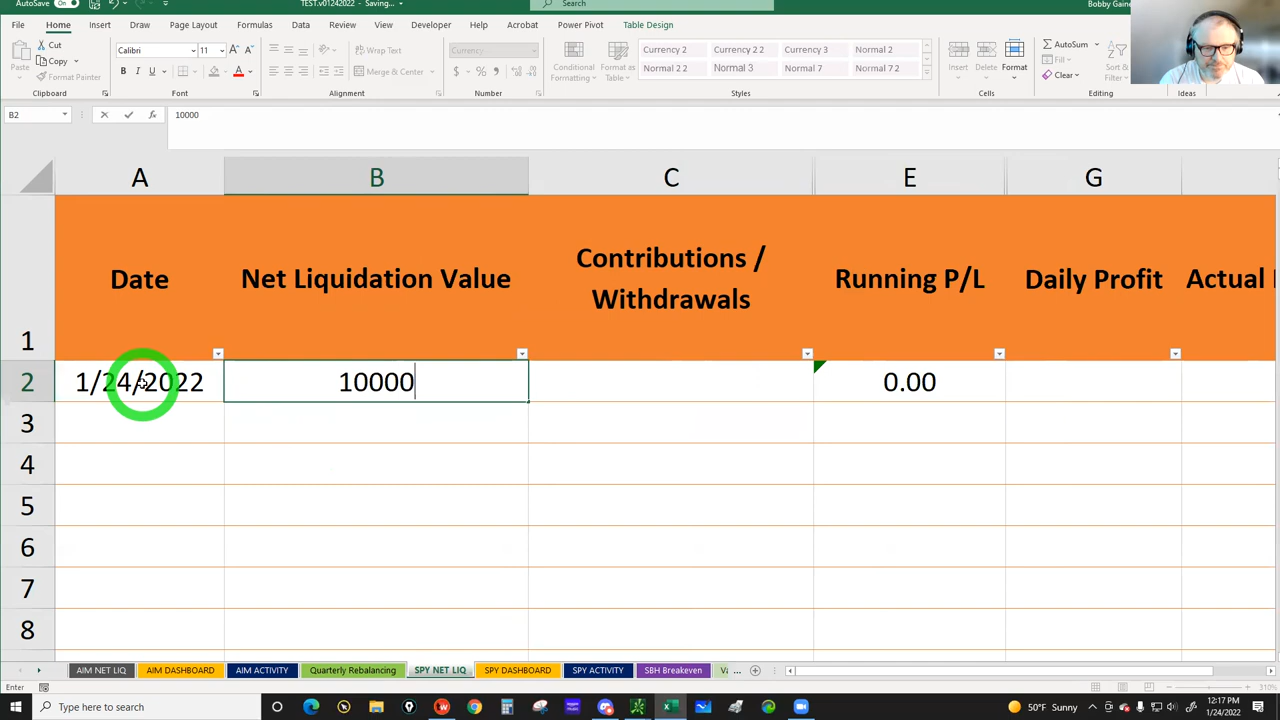 AutoSave
On
TEST.v01242022 - Saving...
Search
Bobby Gaine
File
Home
Insert
Draw
Page Layout
Formulas
Data
Review
View
Developer
Help
Acrobat
Power Pivot
Table Design
Paste
Cut
Copy
Format Painter
Clipboard
Calibri
11
B I U
Font
Wrap Text
Merge & Center
Alignment
Currency
Number
Conditional Formatting
Format as Table
Currency 2
Currency 2 2
Currency 3
Normal 2
Normal 2 2
Normal 3
Normal 7
Normal 7 2
Styles
Insert
Delete
Format
Cells
AutoSum
Fill
Clear
Sort &
Editing
Ideas
B2
10000
A B C E G
1
Date
Net Liquidation Value
Contributions /
Withdrawals
Running P/L
Daily Profit
Actual
2
1/24/2022
10000
0.00
3
4
5
6
7
8
AIM NET LIQ
AIM DASHBOARD
AIM ACTIVITY
Quarterly Rebalancing
SPY NET LIQ
SPY DASHBOARD
SPY ACTIVITY
SBH Breakeven
...
Enter
310%
Type here to search
50°F Sunny
12:17 PM
1/24/2022